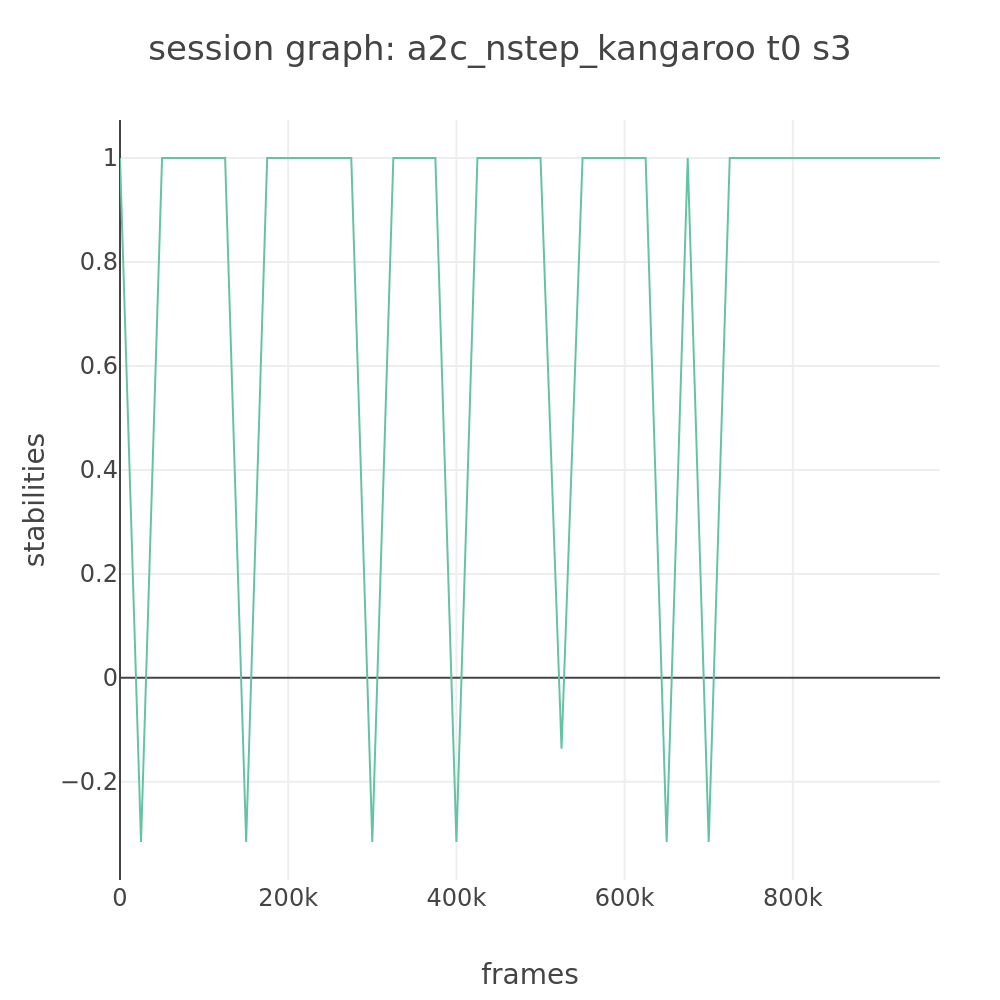 session graph: a2c_nstep_kangaroo t0 s3
stabilities
1
0.8
0.6
0.4
0.2
0
−0.2
0
200k
400k
600k
800k
frames